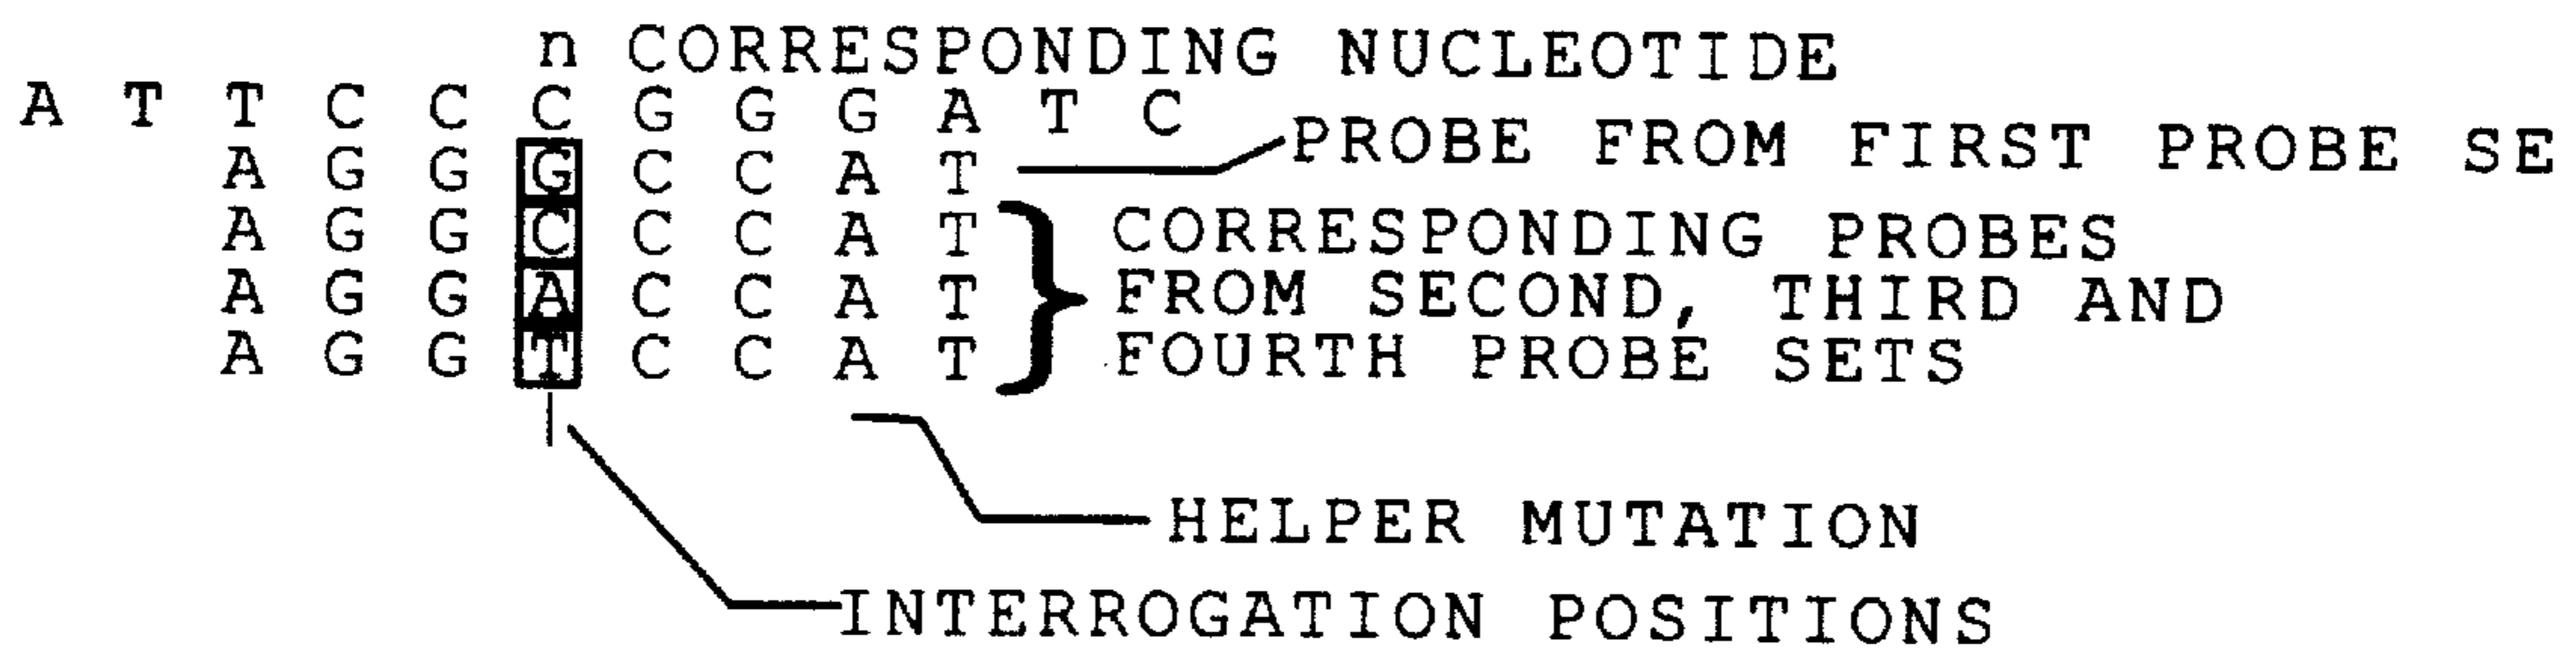 n CORRESPONDING NUCLEOTIDE
A T T C C C G G G A T C
A G G G C C A T PROBE FROM FIRST PROBE SE
A G G C C C A T CORRESPONDING PROBES
A G G A C C A T FROM SECOND, THIRD AND
A G G T C C A T FOURTH PROBE SETS
HELPER MUTATION
INTERROGATION POSITIONS